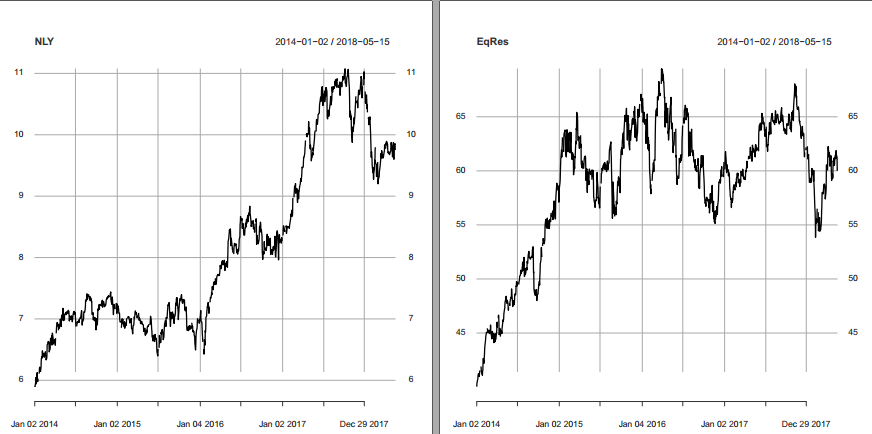 NLY 2014−01−02 / 2018−05−15
11 11
10 10
9 9
8 8
7 7
6 6
Jan 02 2014 Jan 02 2015 Jan 04 2016 Jan 02 2017 Dec 29 2017
EqRes 2014−01−02 / 2018−05−15
65 65
60 60
55 55
50 50
45 45
Jan 02 2014 Jan 02 2015 Jan 04 2016 Jan 02 2017 Dec 29 2017